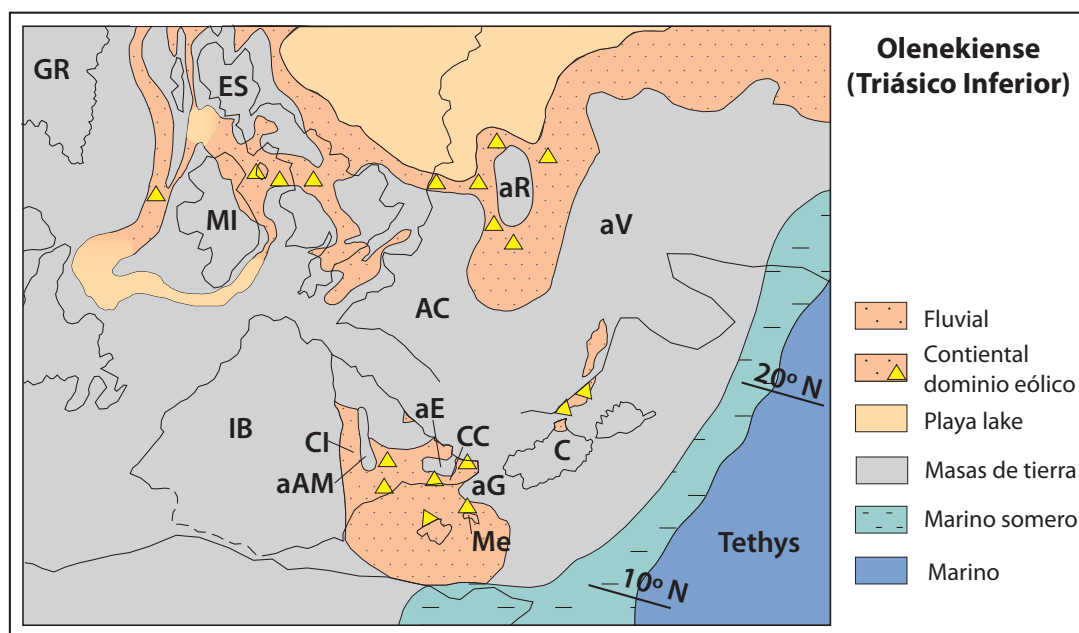 Olenekiense
(Triásico Inferior)
GR
ES
MI
aR
aV
AC
IB
CI
aE
CC
aAM
aG
C
Me
20º N
10º N
Tethys
Fluvial
Contiental
dominio eólico
Playa lake
Masas de tierra
Marino somero
Marino